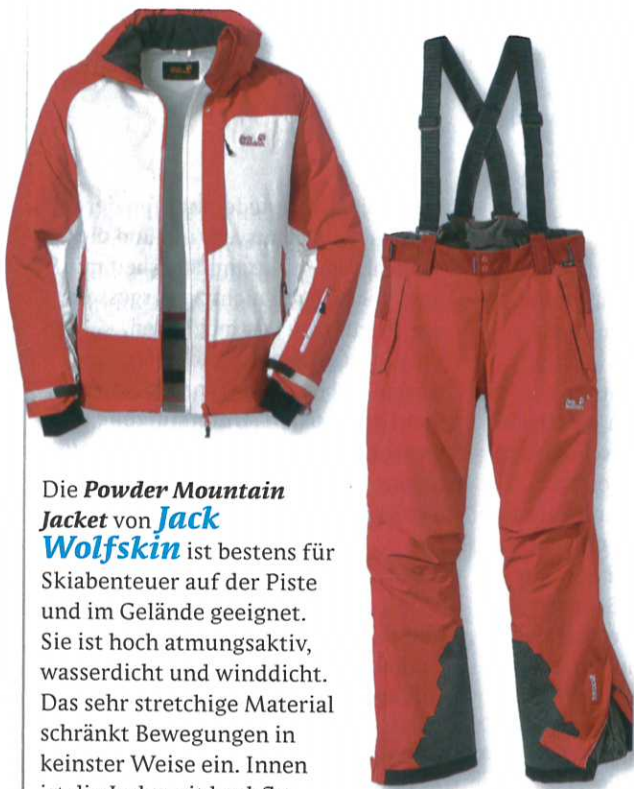 Die Powder Mountain
Jacket von Jack
Wolfskin ist bestens für
Skiabenteuer auf der Piste
und im Gelände geeignet.
Sie ist hoch atmungsaktiv,
wasserdicht und winddicht.
Das sehr stretchige Material
schränkt Bewegungen in
keinster Weise ein. Innen